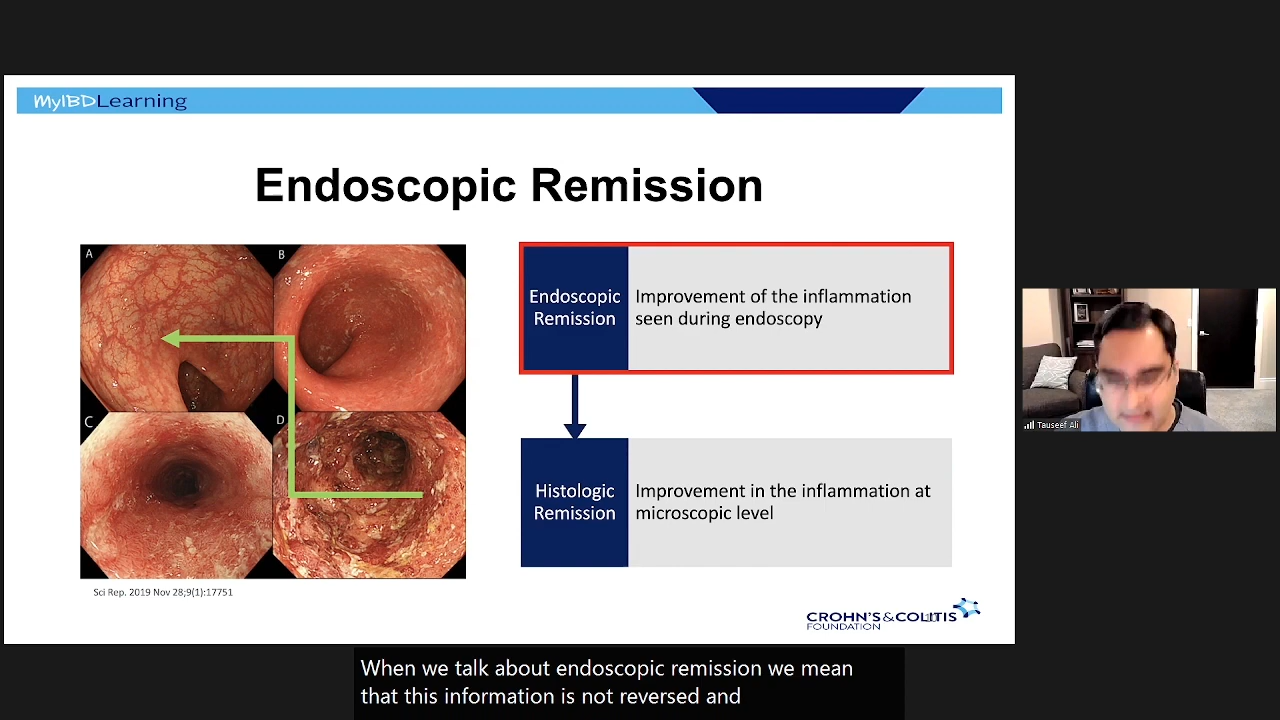 MyIBDLearning
Endoscopic Remission
A
B
C
D
Endoscopic
Remission
Improvement of the inflammation
seen during endoscopy
Histologic
Remission
Improvement in the inflammation at
microscopic level
Sci Rep. 2019 Nov 28;9(1):17751
CROHN'S & COLITIS
FOUNDATION
Tauseef Ali
When we talk about endoscopic remission we mean
that this information is not reversed and